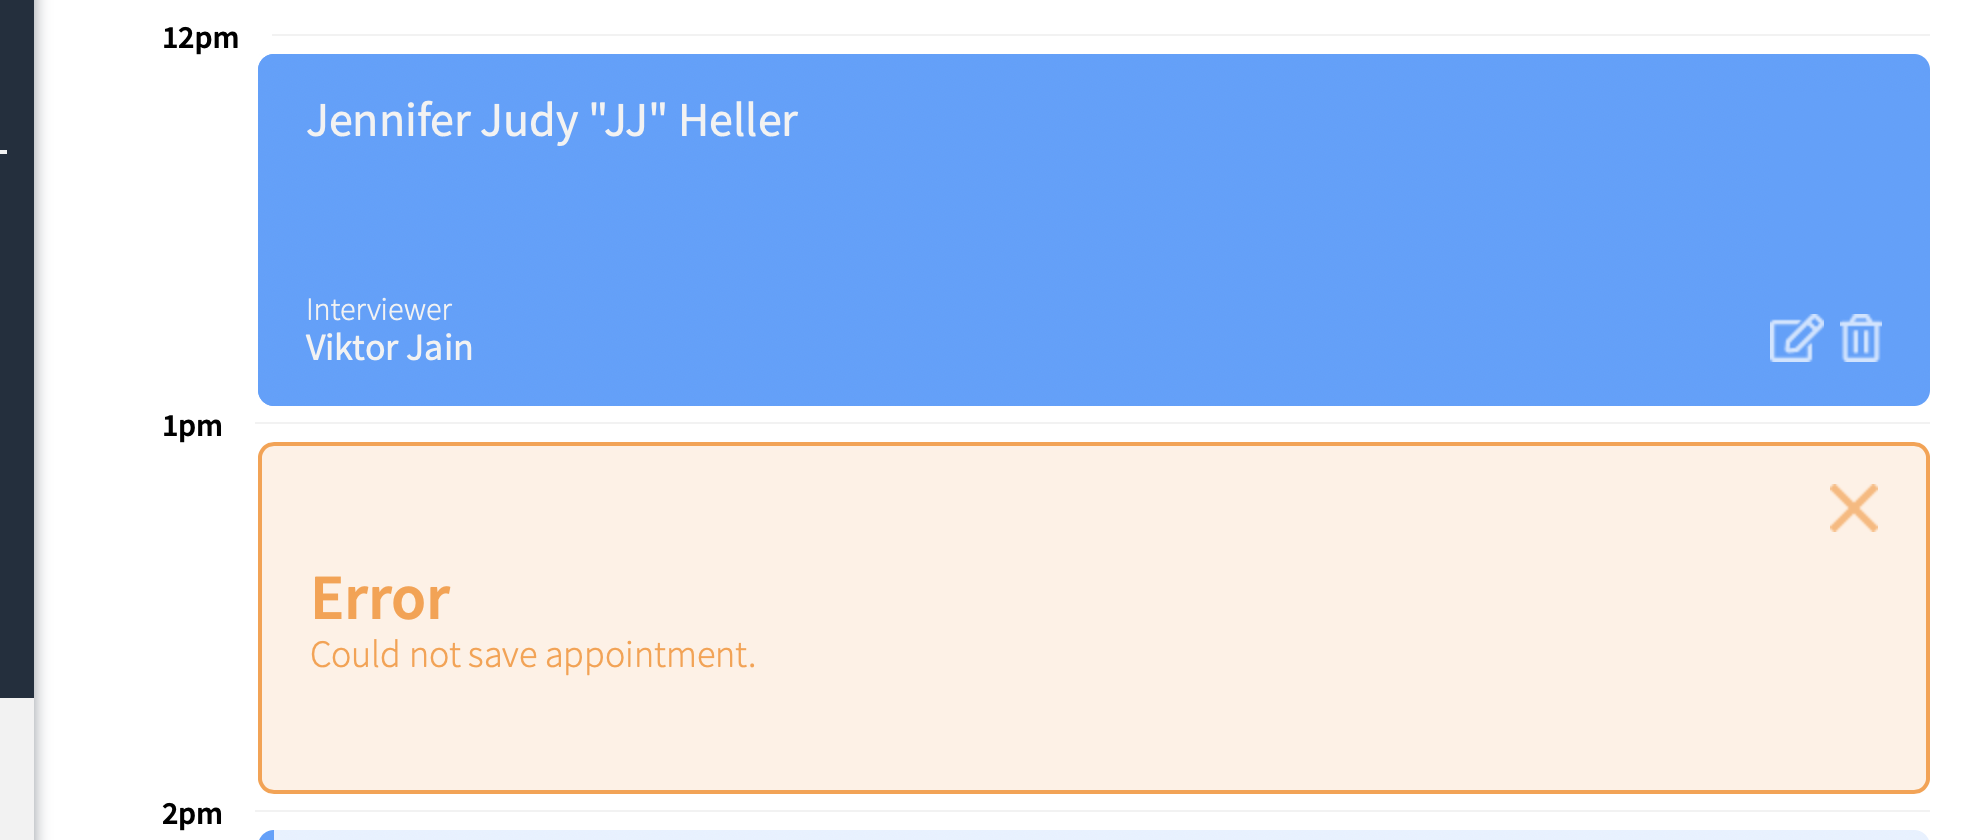 12pm
Jennifer Judy "JJ" Heller
Interviewer
Viktor Jain
1pm
Error
Could not save appointment.
2pm